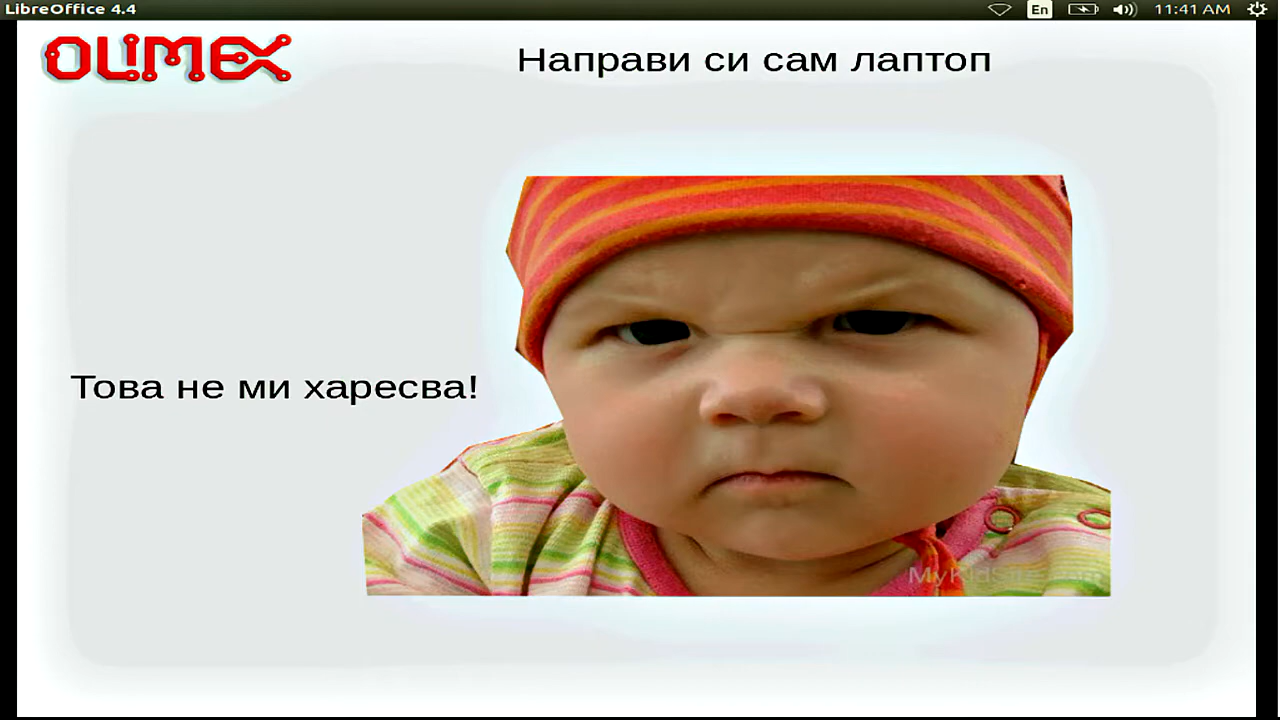 LibreOffice 4.4
En
11:41 AM
OLIMEX
Направи си сам лаптоп
Това не ми харесва!